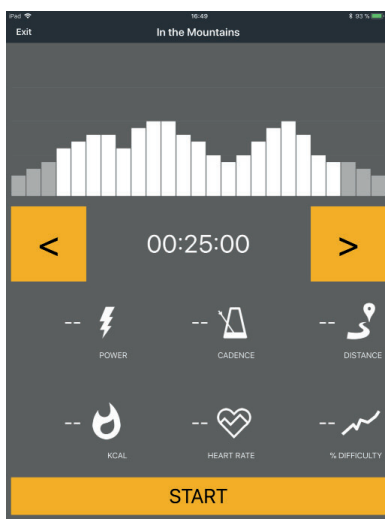 iPad 16:49 93 %
Exit In the Mountains
< 00:25:00 >
-- -- --
POWER CADENCE DISTANCE
-- -- --
KCAL HEART RATE % DIFFICULTY
START